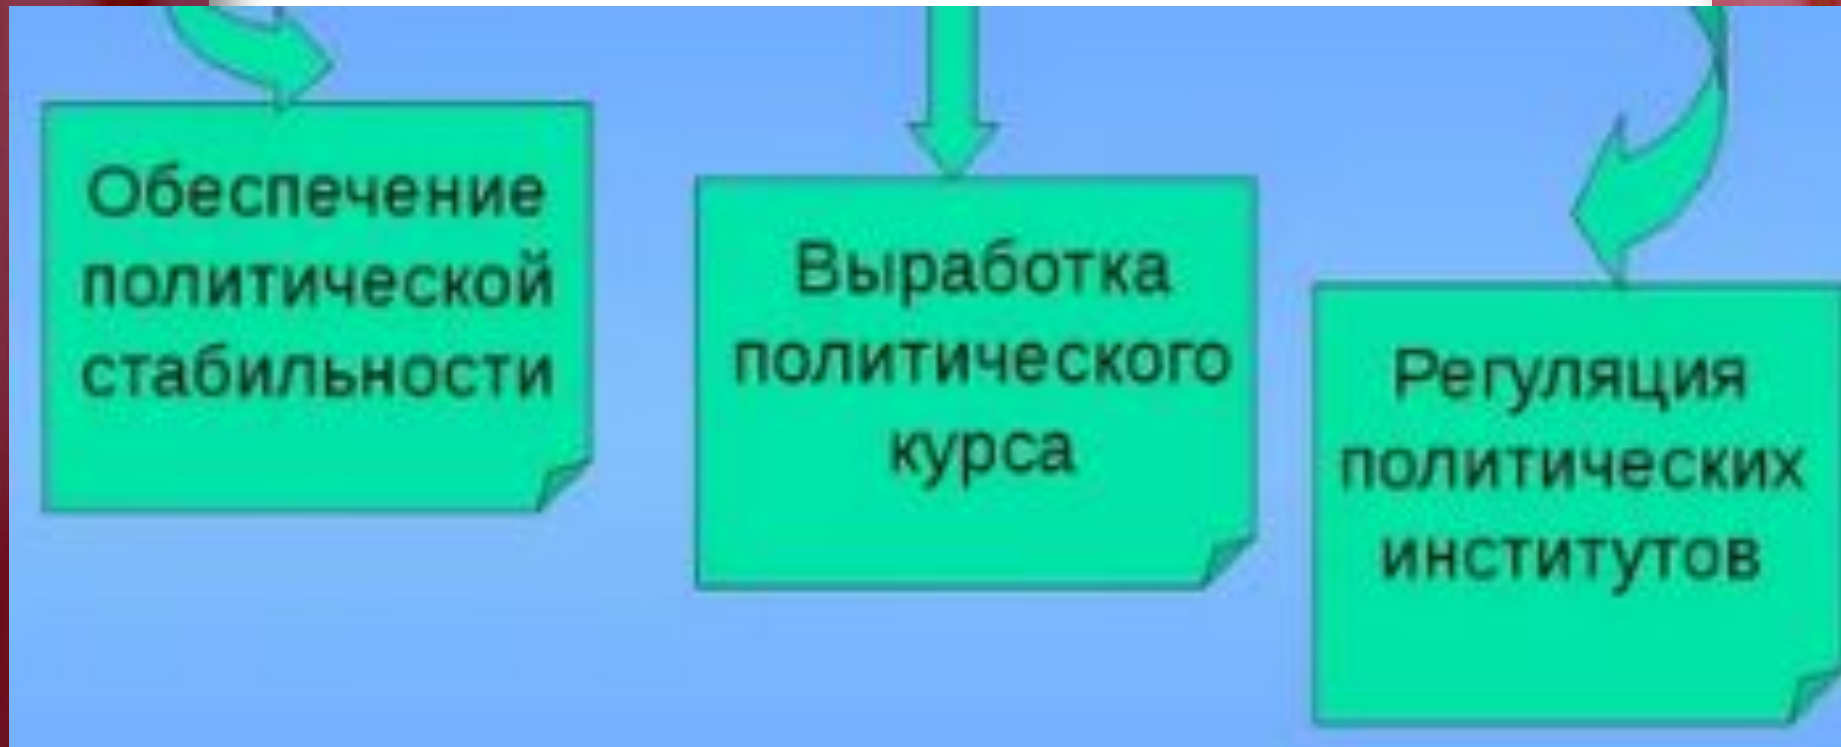 Обеспечение
политической
стабильности
Выработка
политического
курса
Регуляция
политических
институтов